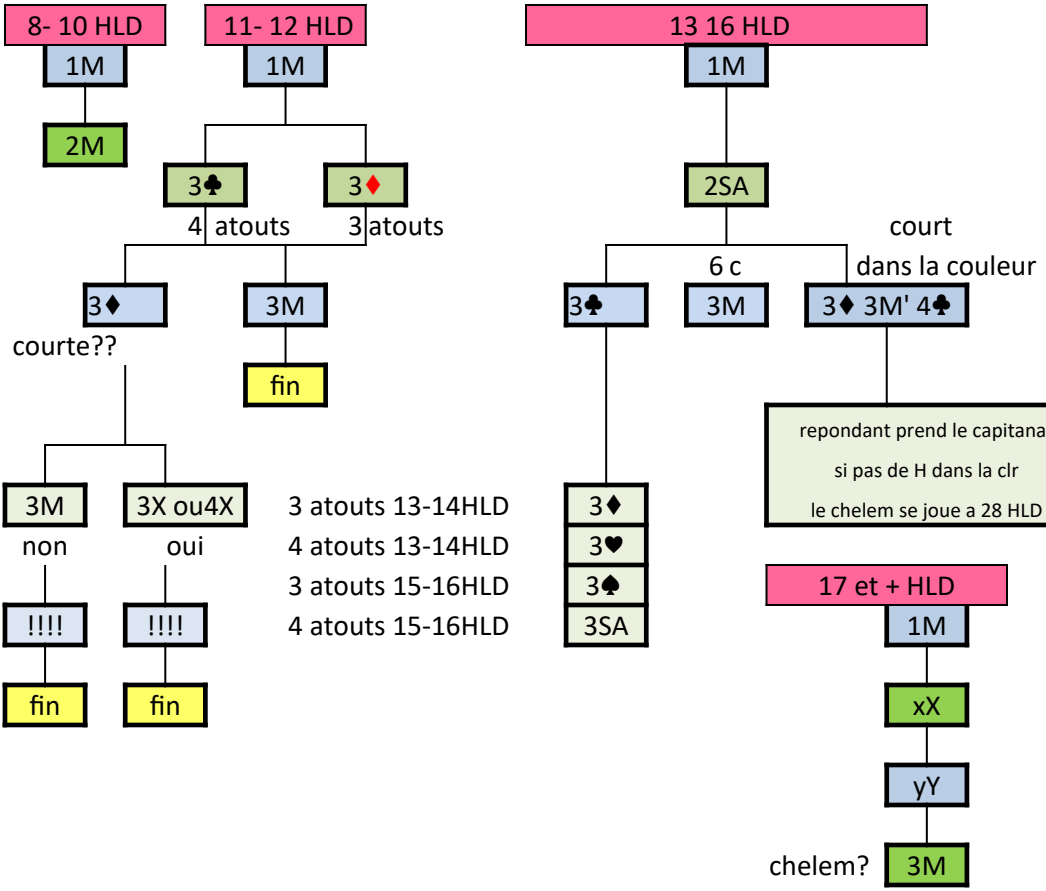 8- 10 HLD
11- 12 HLD
13 16 HLD
1M
1M
1M
2M
3♣
3♦
2SA
4 atouts
3 atouts
court
6 c
dans la couleur
3♦
3M
3♣
3M
3♦ 3M' 4♣
courte??
fin
repondant prend le capitana
si pas de H dans la clr
le chelem se joue a 28 HLD
3M
3X ou4X
3 atouts 13-14HLD
3♦
non
oui
4 atouts 13-14HLD
3♥
3 atouts 15-16HLD
3♠
17 et + HLD
!!!!
!!!!
4 atouts 15-16HLD
3SA
1M
fin
fin
xX
yY
chelem?
3M